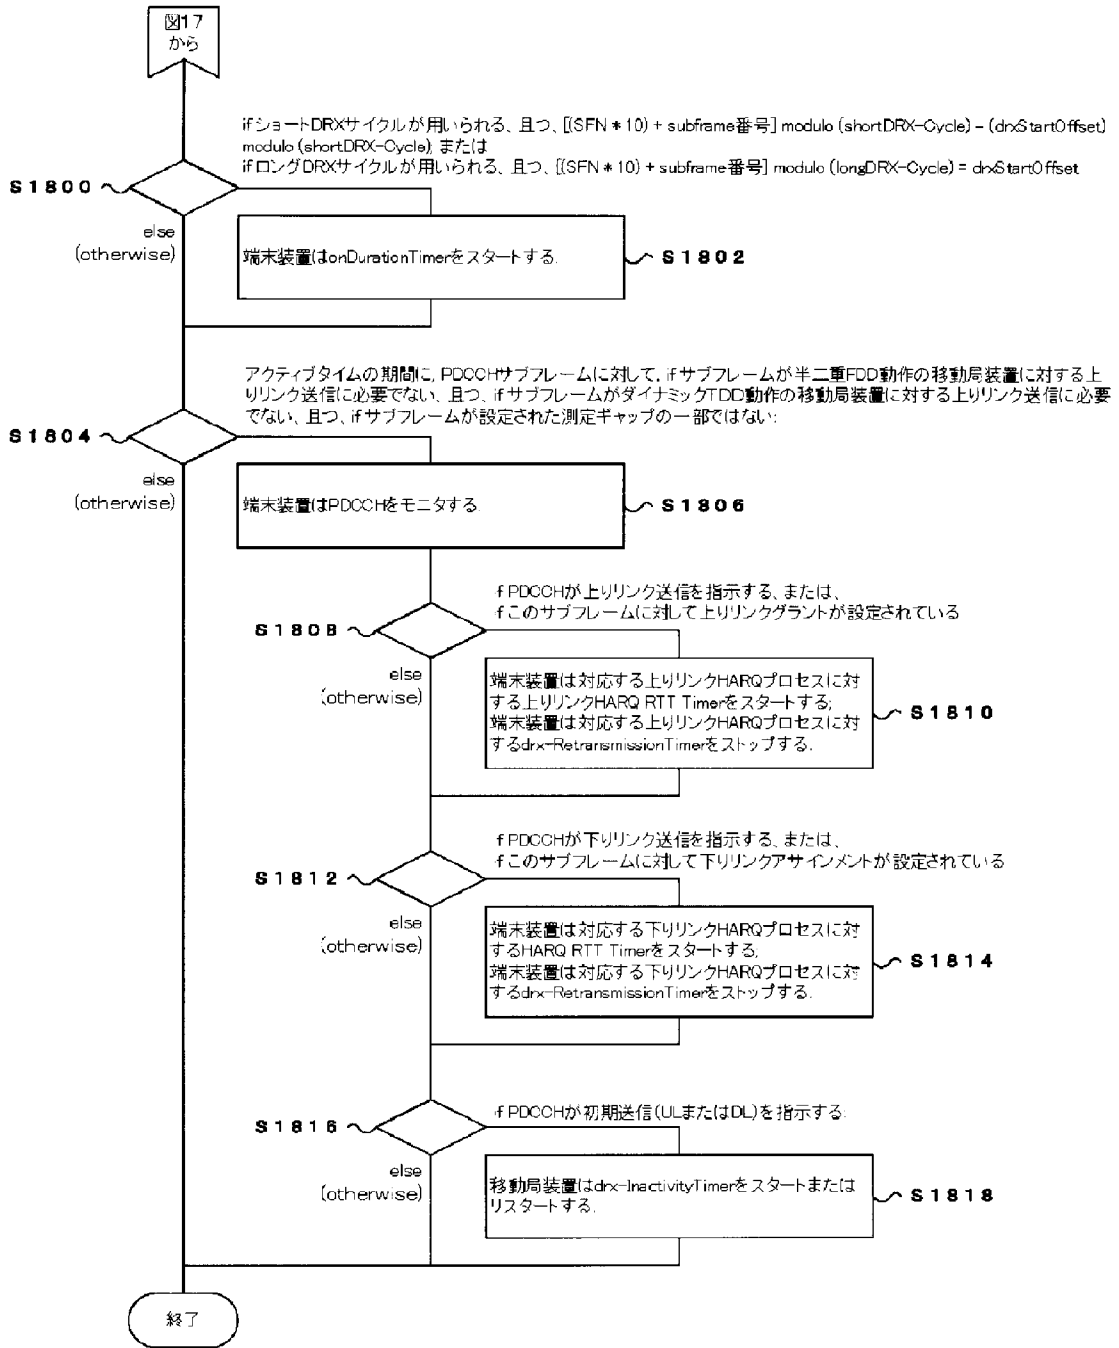 図17
から
if ショートDRXサイクルが用いられる、且つ、[(SFN * 10) + subframe番号] modulo (shortDRX-Cycle) - (drxStartOffset)
modulo (shortDRX-Cycle); または
if ロングDRXサイクルが用いられる、且つ、[(SFN * 10) + subframe番号] modulo (longDRX-Cycle) = drxStartOffset
S1800
else
(otherwise)
端末装置はonDurationTimerをスタートする.
S1802
アクティブタイムの期間に, PDCCHサブフレームに対して, if サブフレームが半二重FDD動作の移動局装置に対する上
りリンク送信に必要でない、且つ、if サブフレームがダイナミックTDD動作の移動局装置に対する上りリンク送信に必要
でない、且つ、if サブフレームが設定された測定ギャップの一部ではない:
S1804
else
(otherwise)
端末装置はPDCCHをモニタする.
S1806
if PDCCHが上りリンク送信を指示する、または、
if このサブフレームに対して上りリンクグラントが設定されている
S1808
else
(otherwise)
端末装置は対応する上りリンクHARQプロセスに対
する上りリンクHARQ RTT Timerをスタートする;
端末装置は対応する上りリンクHARQプロセスに対
するdrx-RetransmissionTimerをストップする.
S1810
if PDCCHが下りリンク送信を指示する、または、
if このサブフレームに対して下りリンクアサインメントが設定されている
S1812
else
(otherwise)
端末装置は対応する下りリンクHARQプロセスに対
するHARQ RTT Timerをスタートする;
端末装置は対応する下りリンクHARQプロセスに対
するdrx-RetransmissionTimerをストップする.
S1814
if PDCCHが初期送信(ULまたはDL)を指示する:
S1816
else
(otherwise)
移動局装置はdrx-InactivityTimerをスタートまたは
リスタートする.
S1818
終了